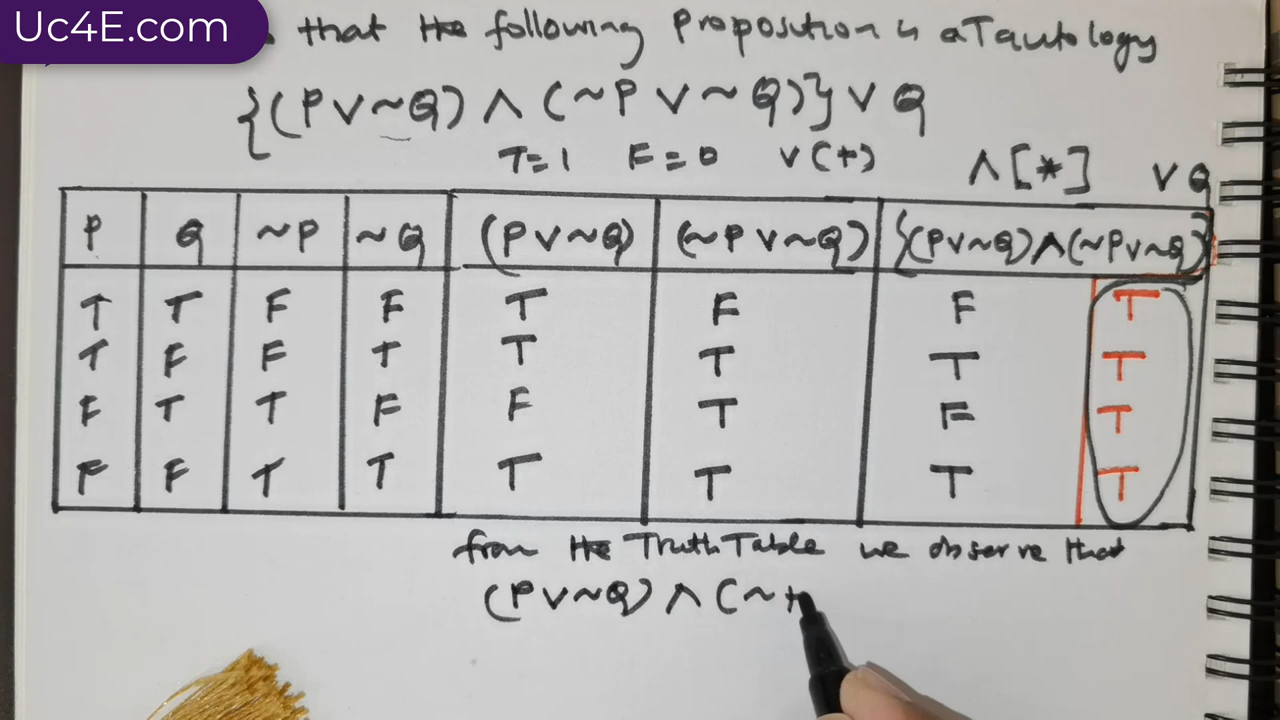 Uc4E.com
that the following Proposition is a Tautology
{(P ∨ ~Q) ∧ (~P ∨ ~Q)} ∨ Q
T=1 F=0 ∨(+) ∧[*] ∨Q
P Q ~P ~Q (P∨~Q) (~P∨~Q) {(P∨~Q)∧(~P∨~Q)
T T F F T F F T
T F F T T T T T
F T T F F T F T
F F T T T T T T
from the Truth Table we observe that
(P∨~Q) ∧ (~